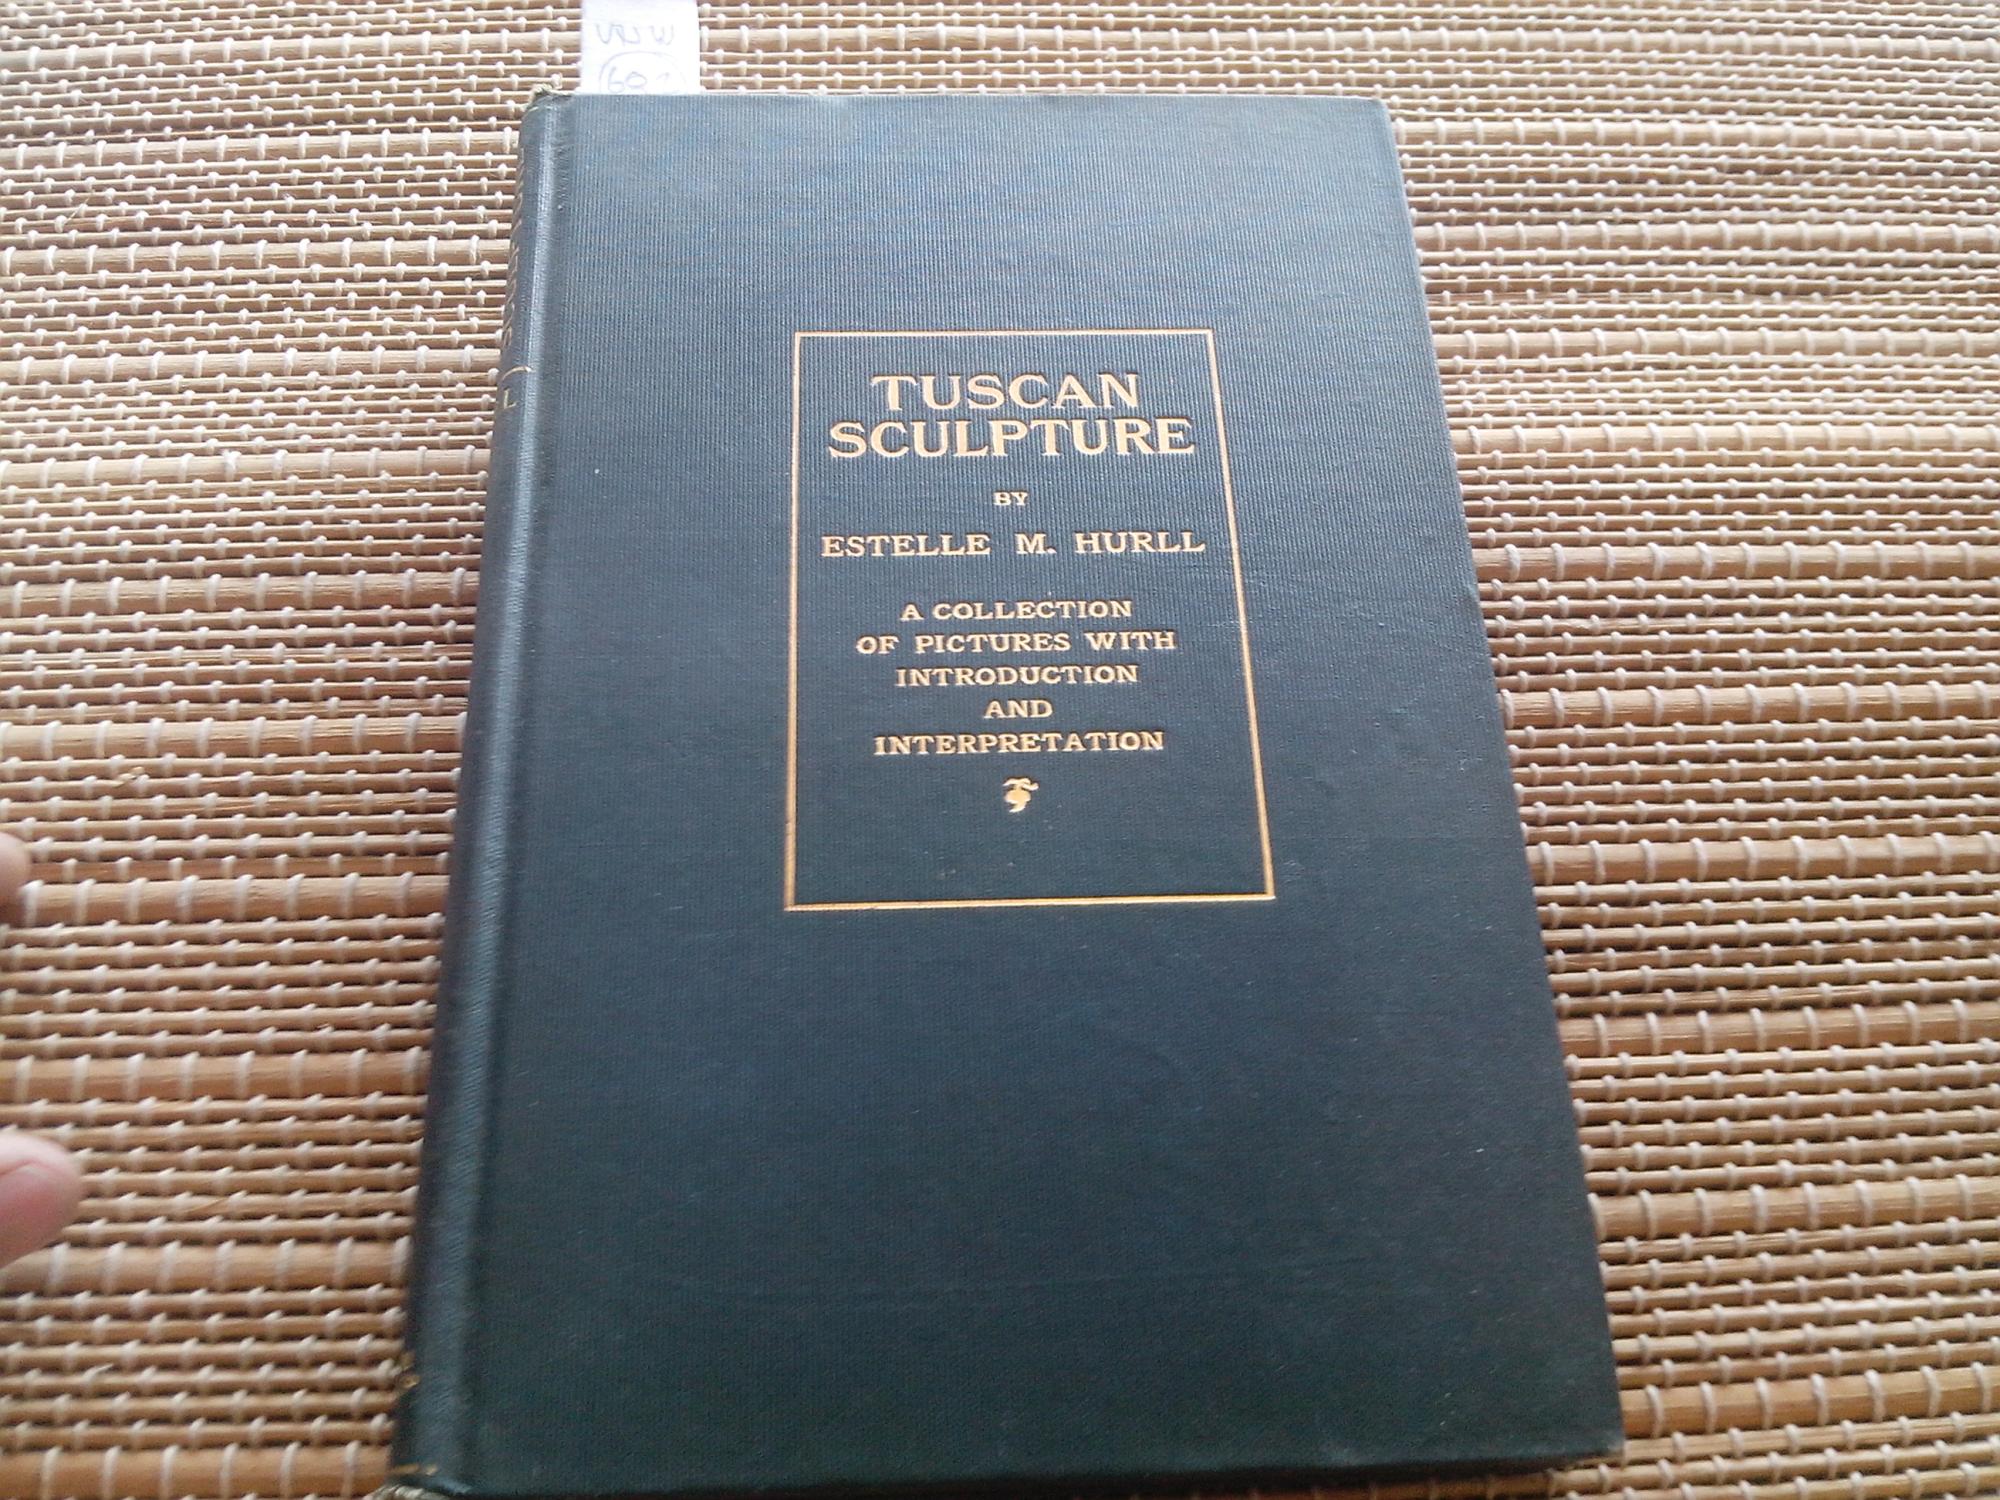 TUSCAN
SCULPTURE
BY
ESTELLE M. HURLL
A COLLECTION
OF PICTURES WITH
INTRODUCTION
AND
INTERPRETATION